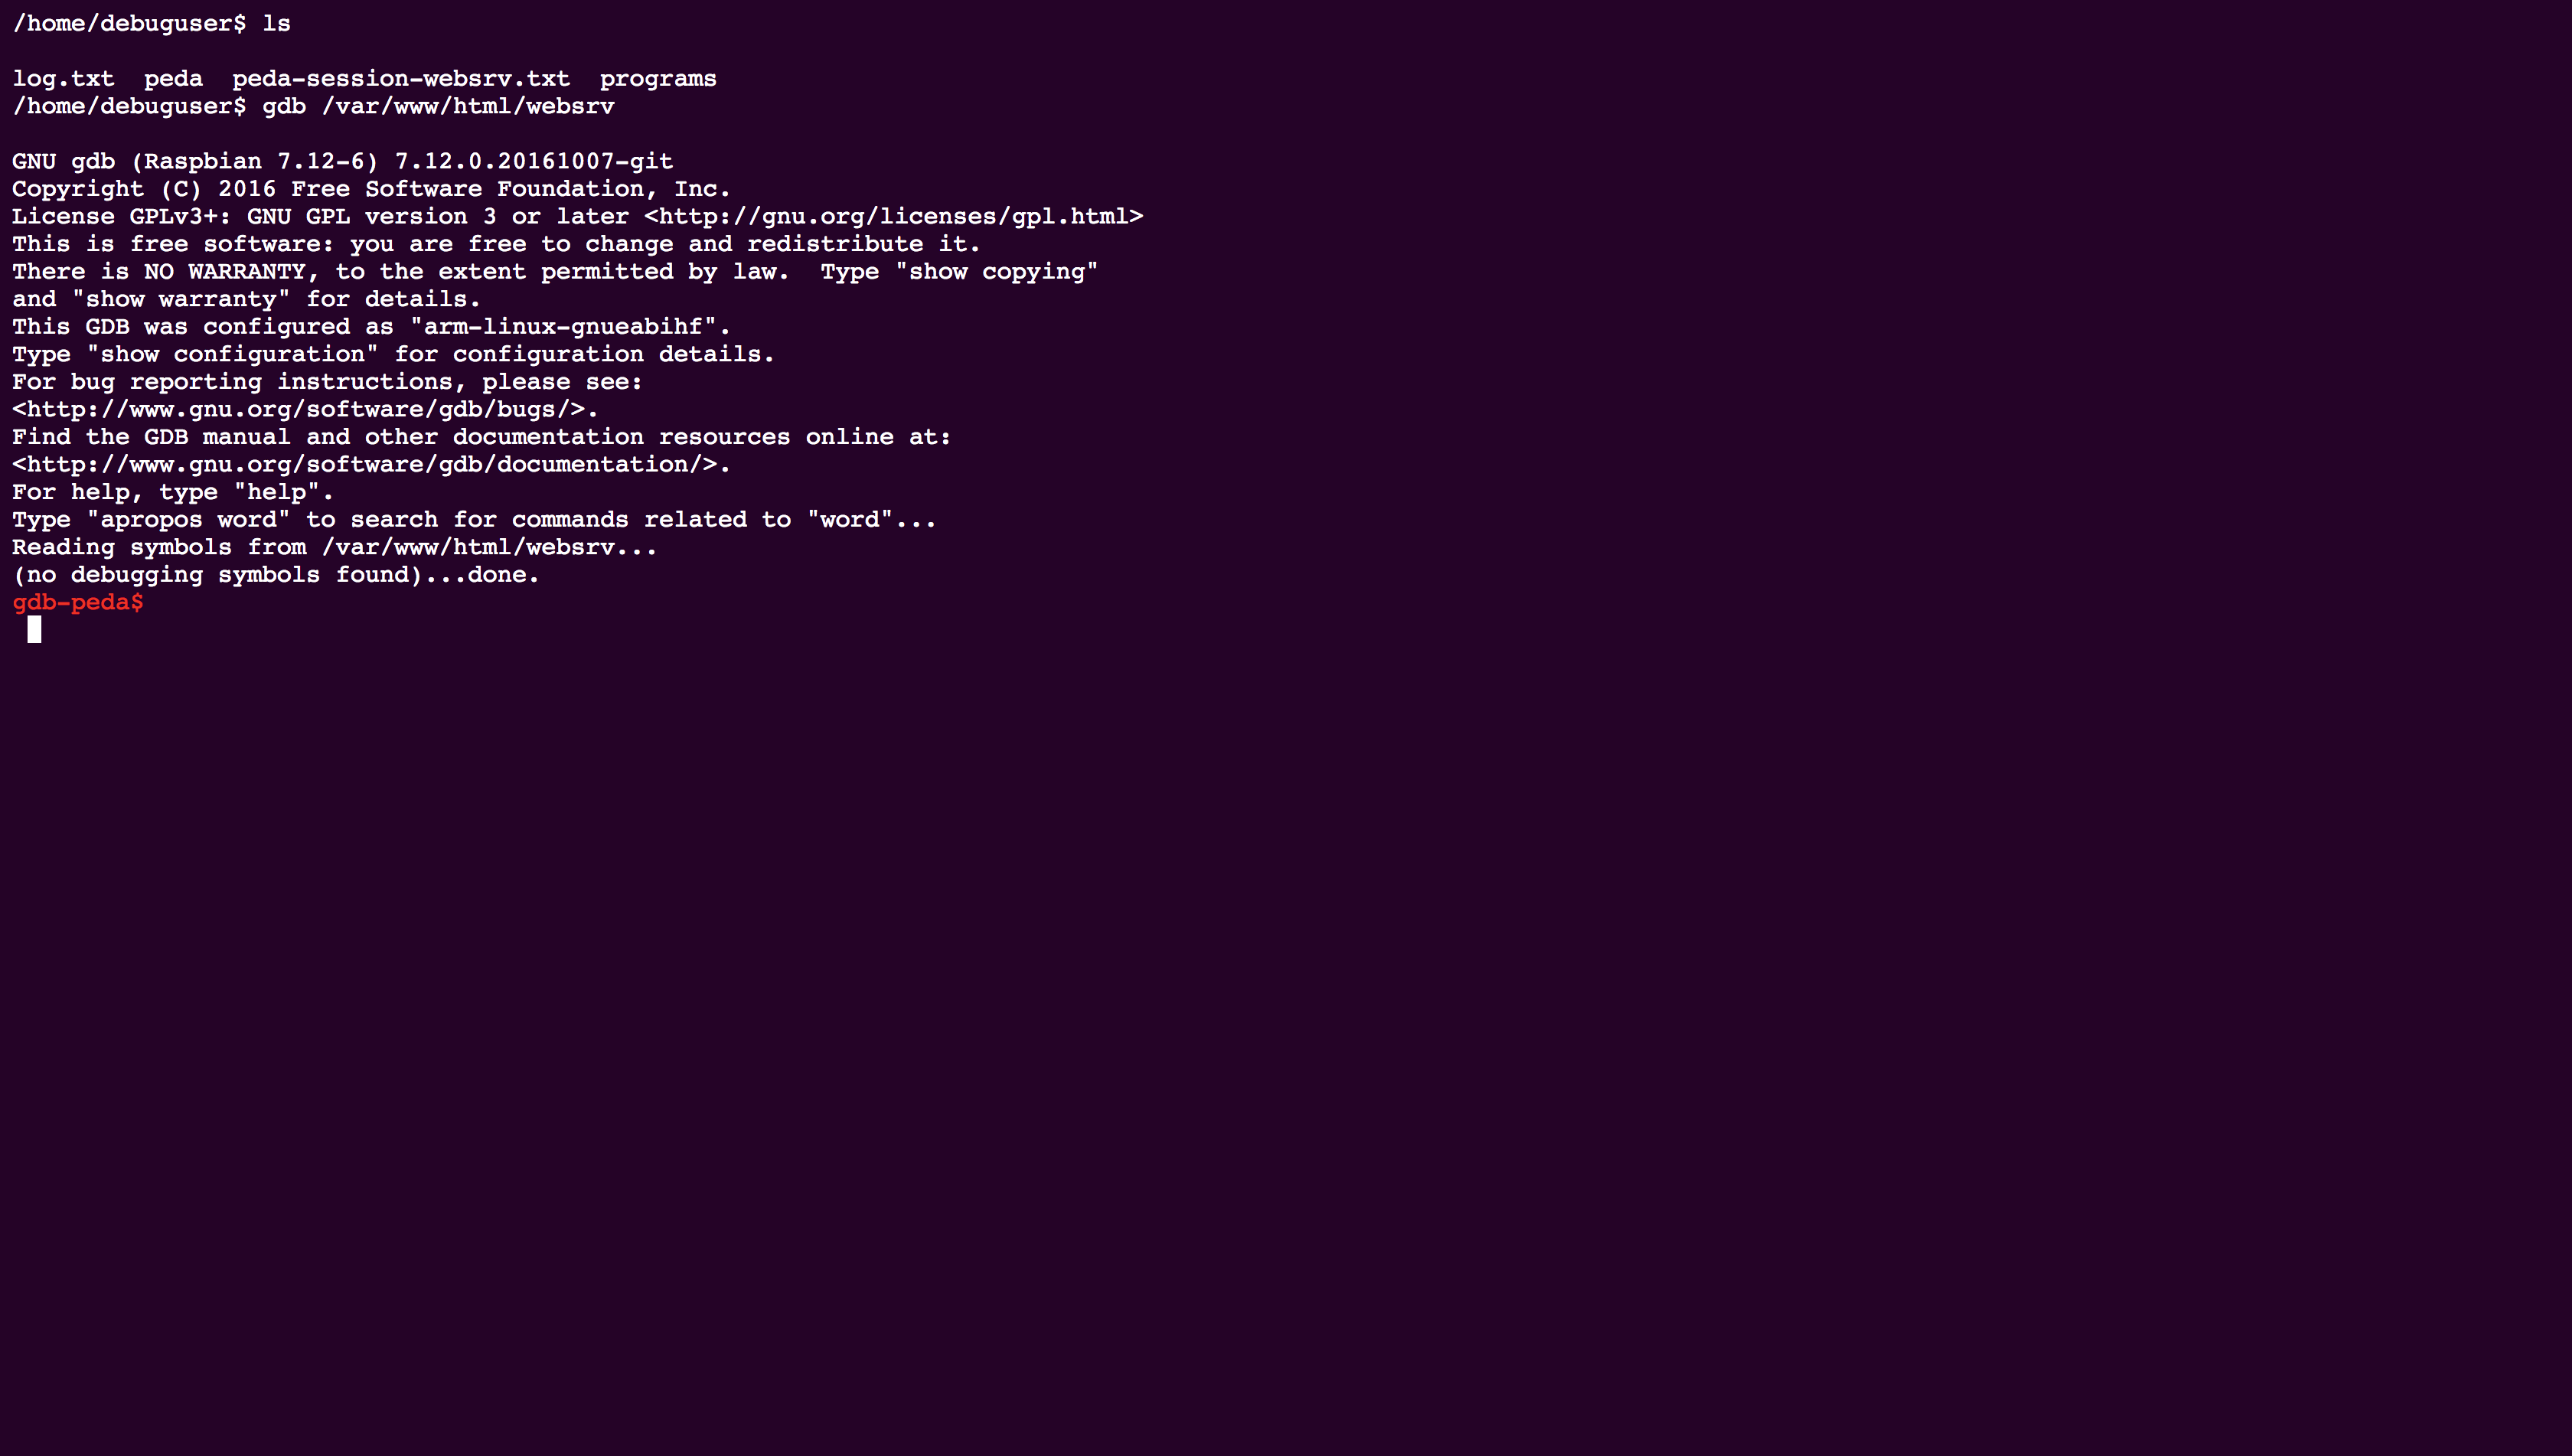 /home/debuguser$ ls
log.txt  peda  peda-session-websrv.txt  programs
/home/debuguser$ gdb /var/www/html/websrv
GNU gdb (Raspbian 7.12-6) 7.12.0.20161007-git
Copyright (C) 2016 Free Software Foundation, Inc.
License GPLv3+: GNU GPL version 3 or later <http://gnu.org/licenses/gpl.html>
This is free software: you are free to change and redistribute it.
There is NO WARRANTY, to the extent permitted by law.  Type "show copying"
and "show warranty" for details.
This GDB was configured as "arm-linux-gnueabihf".
Type "show configuration" for configuration details.
For bug reporting instructions, please see:
<http://www.gnu.org/software/gdb/bugs/>.
Find the GDB manual and other documentation resources online at:
<http://www.gnu.org/software/gdb/documentation/>.
For help, type "help".
Type "apropos word" to search for commands related to "word"...
Reading symbols from /var/www/html/websrv...
(no debugging symbols found)...done.
gdb-peda$